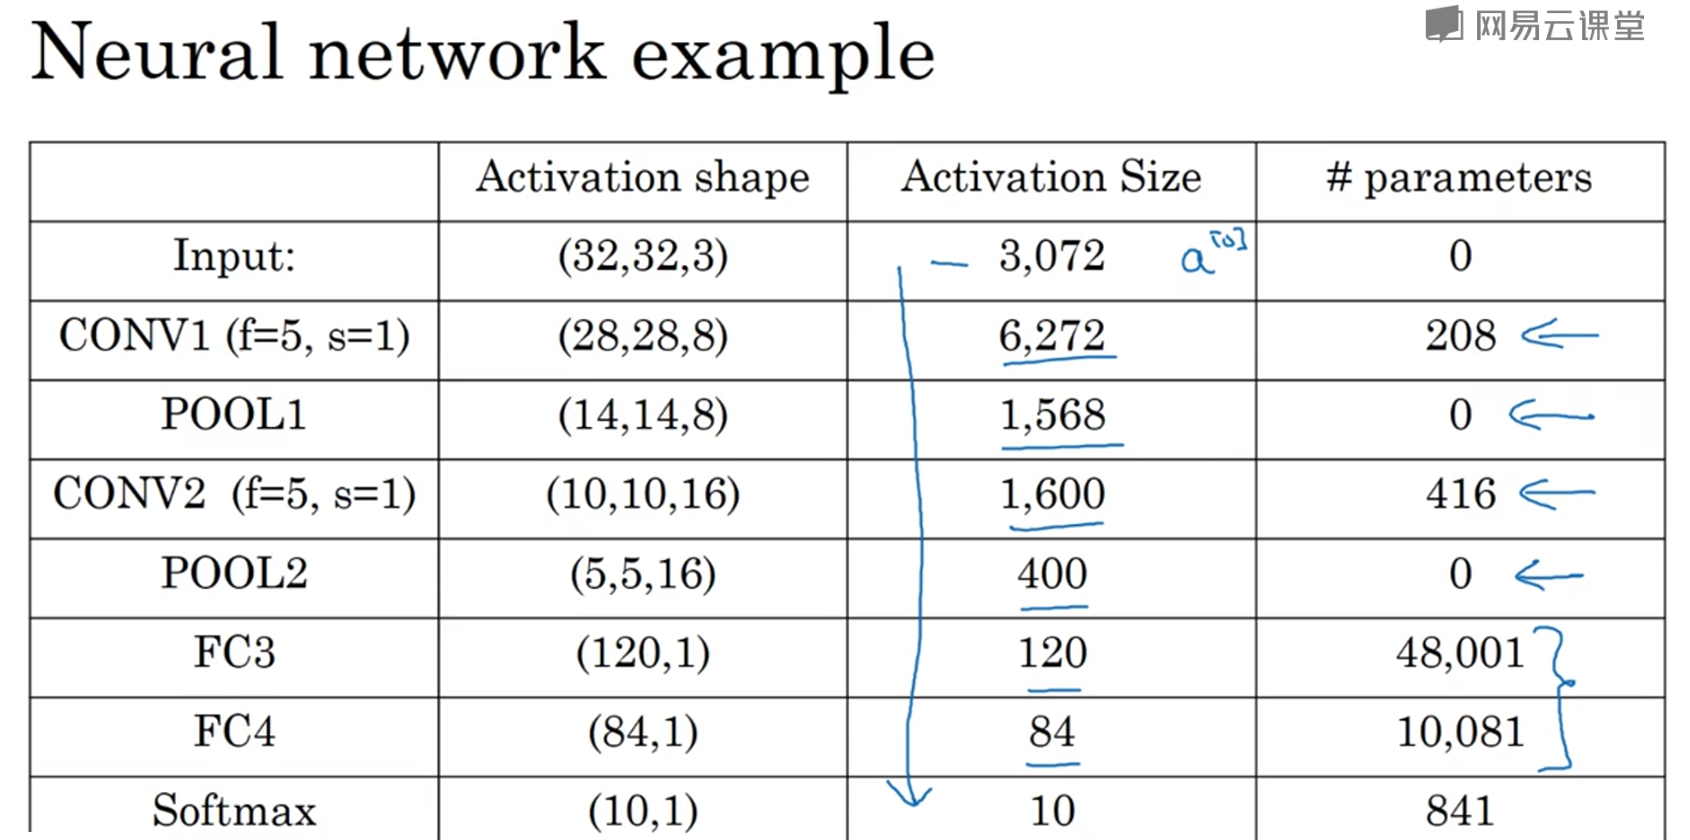 网易云课堂
Neural network example
Activation shape Activation Size # parameters
Input: (32,32,3) 3,072 a[0] 0
CONV1 (f=5, s=1) (28,28,8) 6,272 208
POOL1 (14,14,8) 1,568 0
CONV2 (f=5, s=1) (10,10,16) 1,600 416
POOL2 (5,5,16) 400 0
FC3 (120,1) 120 48,001
FC4 (84,1) 84 10,081
Softmax (10,1) 10 841